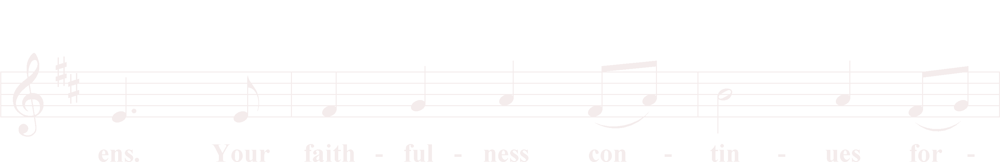 ens. Your faith - ful - ness con - tin - ues for -